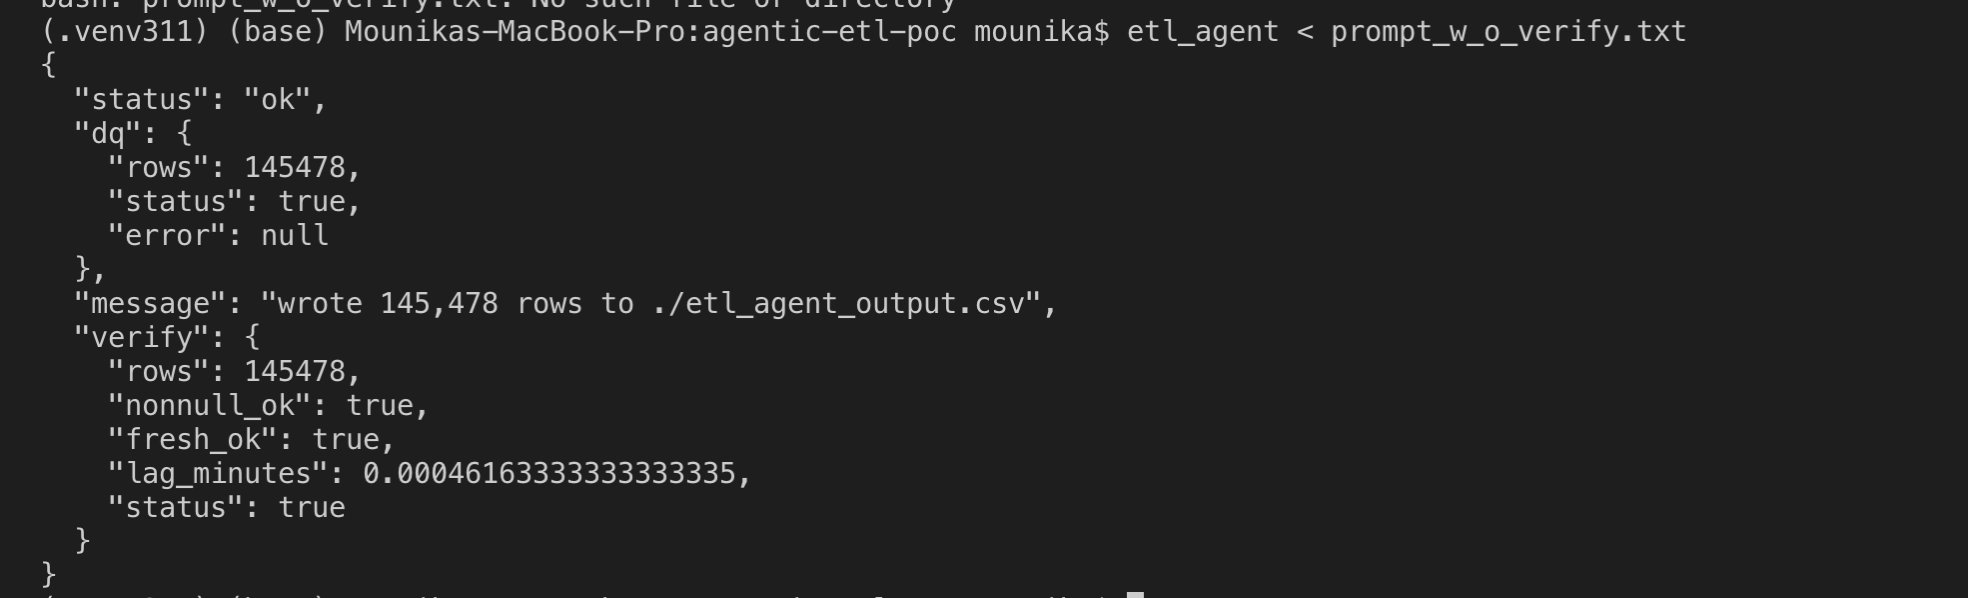 bash: prompt_w_o_verify.txt: No such file or directory
(.venv311) (base) Mounikas-MacBook-Pro:agentic-etl-poc mounika$ etl_agent < prompt_w_o_verify.txt
{
  "status": "ok",
  "dq": {
    "rows": 145478,
    "status": true,
    "error": null
  },
  "message": "wrote 145,478 rows to ./etl_agent_output.csv",
  "verify": {
    "rows": 145478,
    "nonnull_ok": true,
    "fresh_ok": true,
    "lag_minutes": 0.00046163333333333335,
    "status": true
  }
}